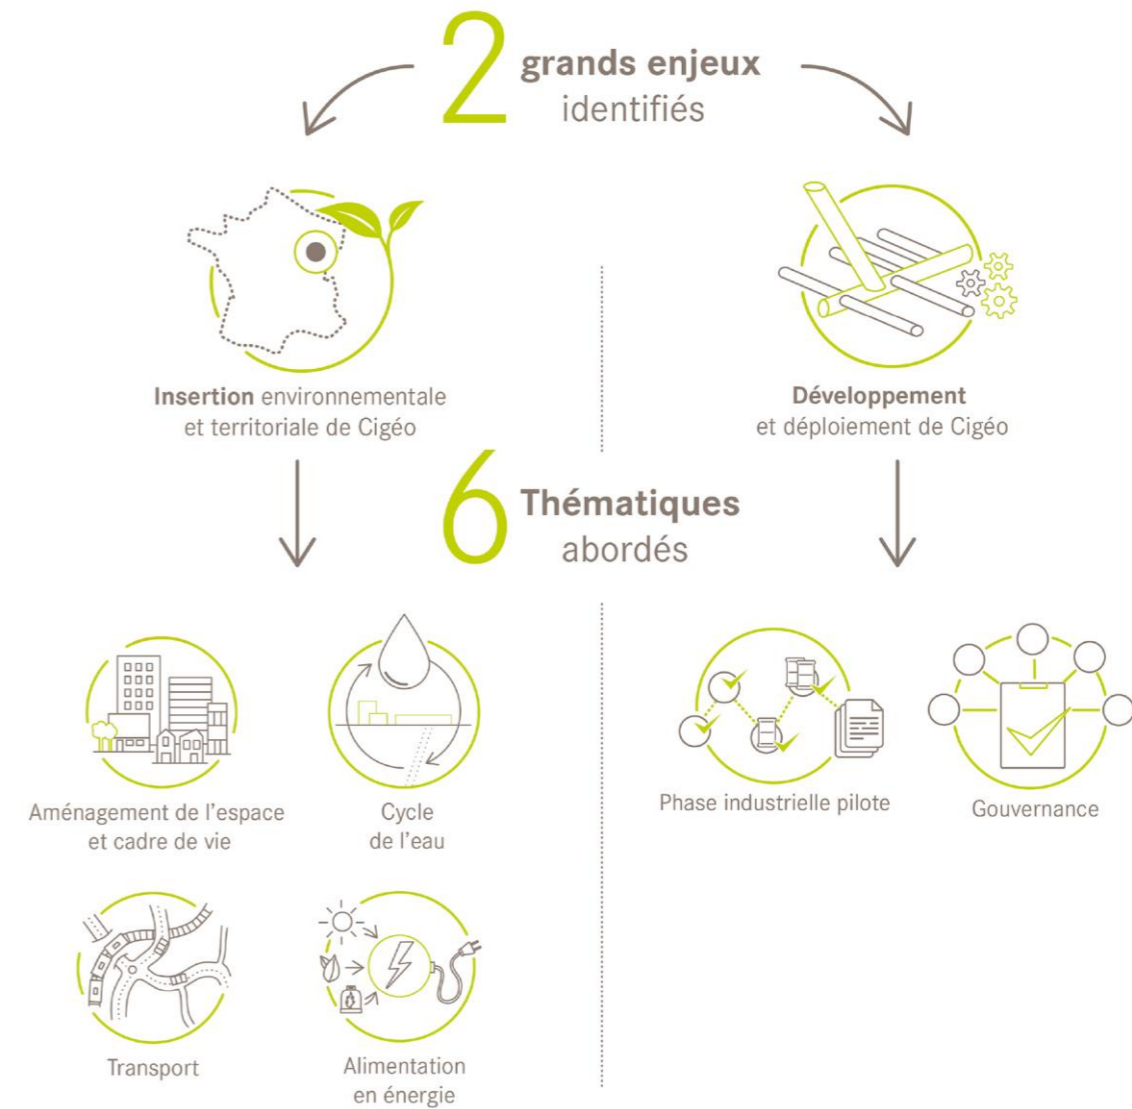 2 grands enjeux
identifiés
Insertion environnementale
et territoriale de Cigéo
Développement
et déploiement de Cigéo
6 Thématiques
abordés
Aménagement de l'espace
et cadre de vie
Cycle
de l'eau
Phase industrielle pilote
Gouvernance
Transport
Alimentation
en énergie